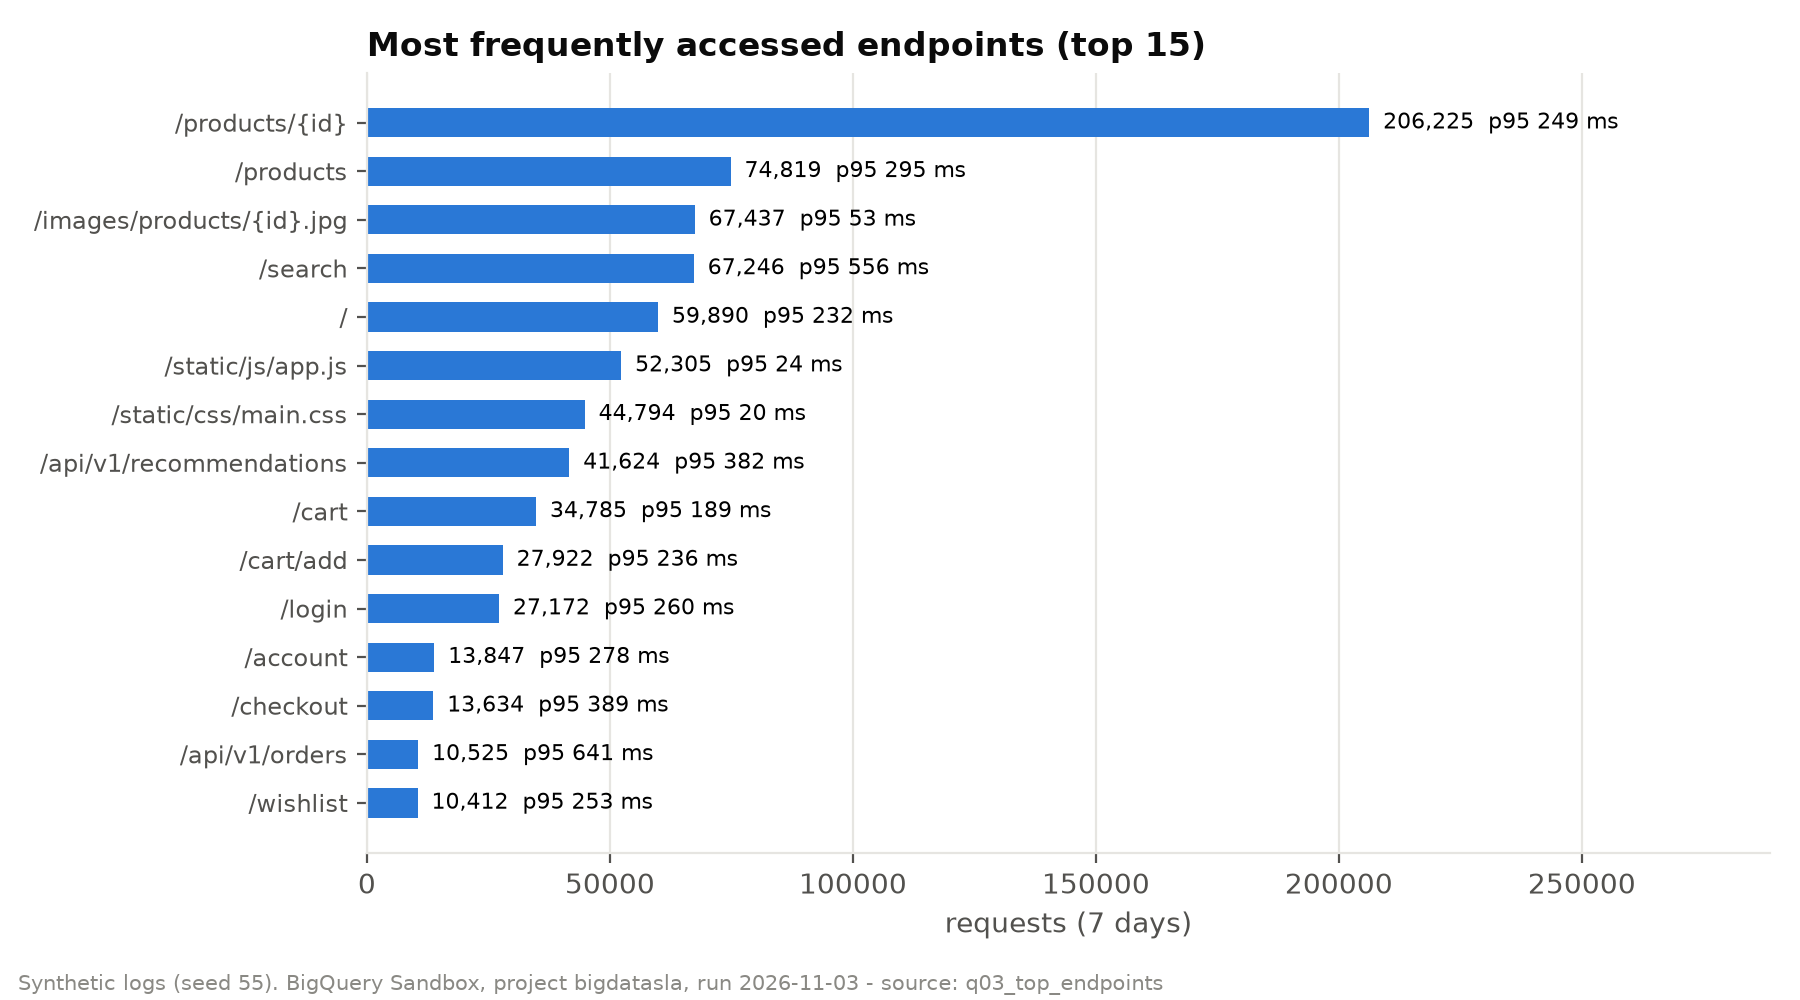 Most frequently accessed endpoints (top 15)
/products/{id} 206,225 p95 249 ms
/products 74,819 p95 295 ms
/images/products/{id}.jpg 67,437 p95 53 ms
/search 67,246 p95 556 ms
/ 59,890 p95 232 ms
/static/js/app.js 52,305 p95 24 ms
/static/css/main.css 44,794 p95 20 ms
/api/v1/recommendations 41,624 p95 382 ms
/cart 34,785 p95 189 ms
/cart/add 27,922 p95 236 ms
/login 27,172 p95 260 ms
/account 13,847 p95 278 ms
/checkout 13,634 p95 389 ms
/api/v1/orders 10,525 p95 641 ms
/wishlist 10,412 p95 253 ms
0 50000 100000 150000 200000 250000
requests (7 days)
Synthetic logs (seed 55). BigQuery Sandbox, project bigdatasla, run 2026-11-03 - source: q03_top_endpoints